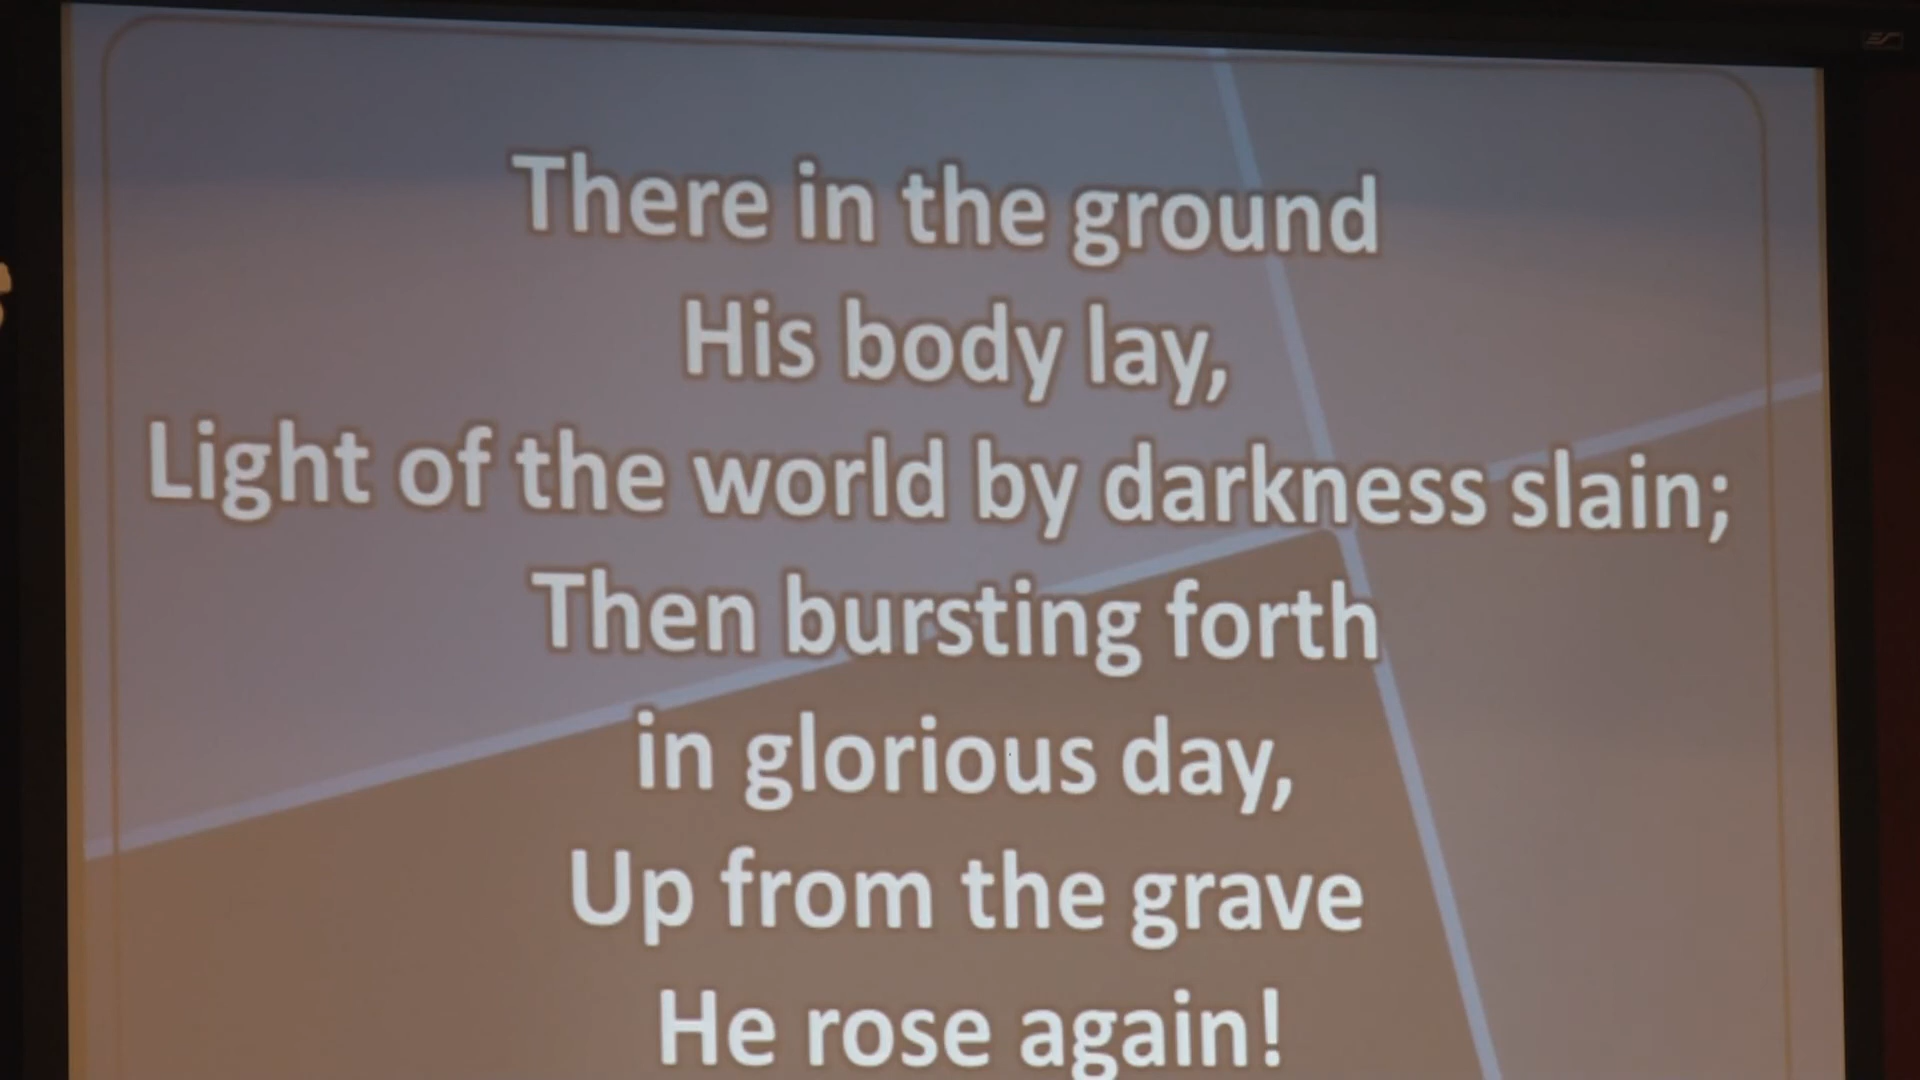 There in the ground
His body lay,
Light of the world by darkness slain;
Then bursting forth
in glorious day,
Up from the grave
He rose again!